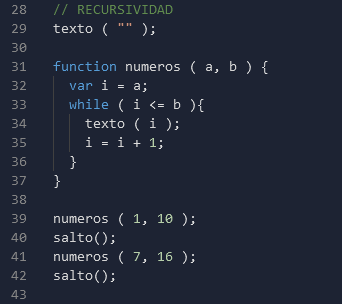 28 // RECURSIVIDAD
29 texto ( "" );
30
31 function numeros ( a, b ) {
32   var i = a;
33   while ( i <= b ){
34     texto ( i );
35     i = i + 1;
36   }
37 }
38
39 numeros ( 1, 10 );
40 salto();
41 numeros ( 7, 16 );
42 salto();
43